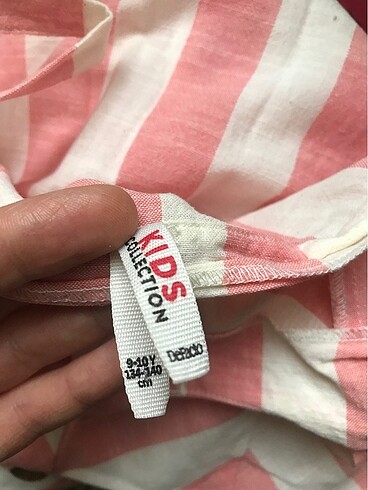 KIDS
COLLECTION
DeFacto
9-10 Y
134-140
cm